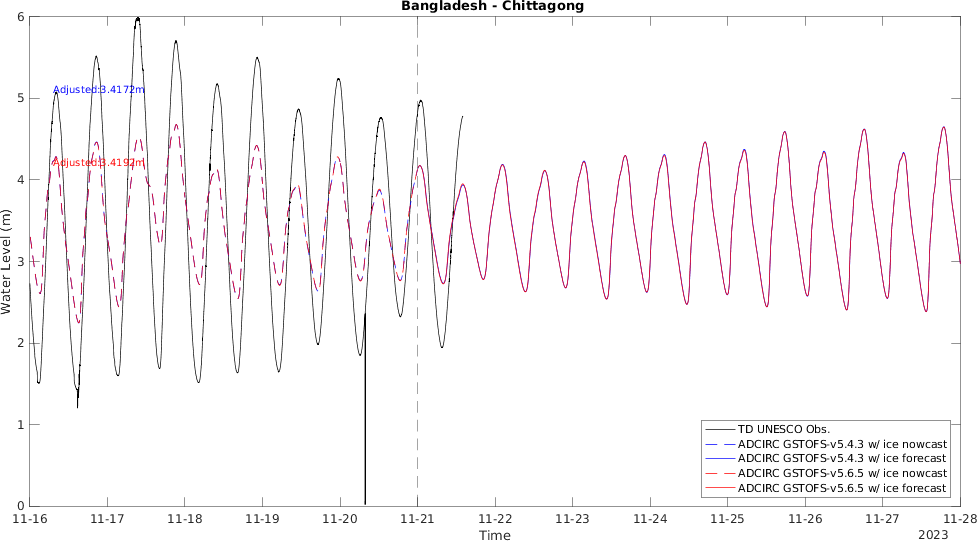 Bangladesh - Chittagong
6
5
4
3
2
1
0
Water Level (m)
Adjusted:3.4172m
Adjusted:3.4192m
TD UNESCO Obs.
ADCIRC GSTOFS-v5.4.3 w/ ice nowcast
ADCIRC GSTOFS-v5.4.3 w/ ice forecast
ADCIRC GSTOFS-v5.6.5 w/ ice nowcast
ADCIRC GSTOFS-v5.6.5 w/ ice forecast
11-16 11-17 11-18 11-19 11-20 11-21 11-22 11-23 11-24 11-25 11-26 11-27 11-28
Time
2023